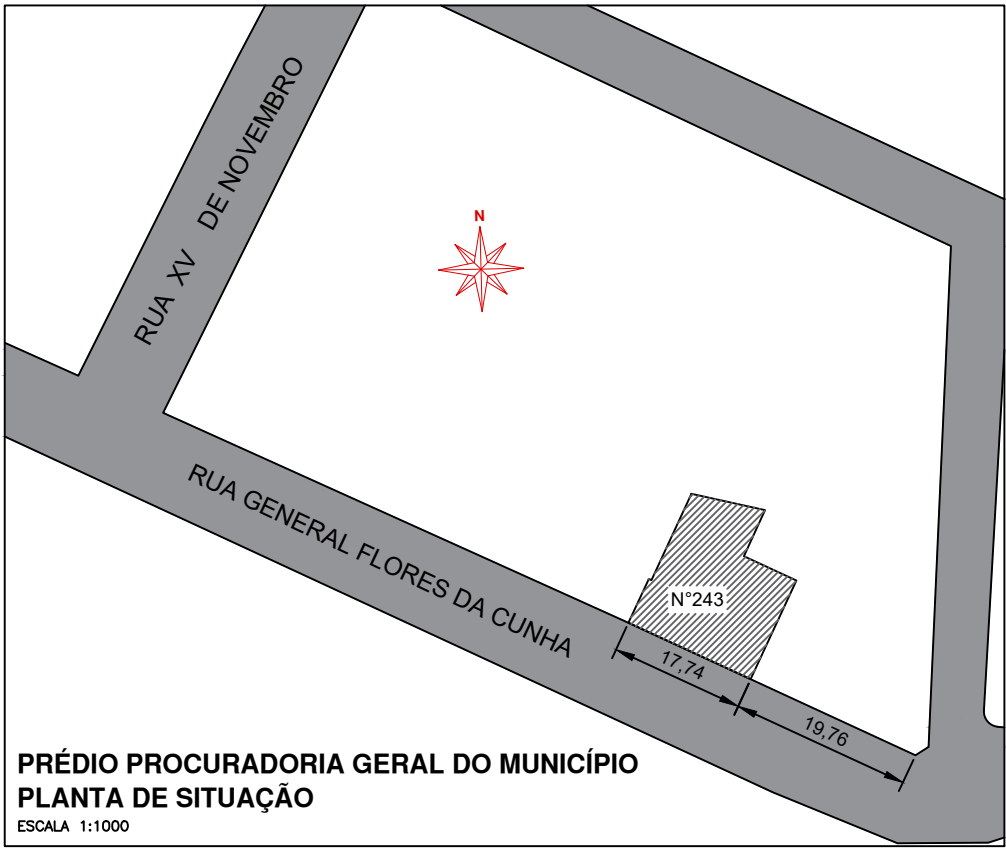 RUA XV DE NOVEMBRO
N
RUA GENERAL FLORES DA CUNHA
N°243
17,74
19,76
PRÉDIO PROCURADORIA GERAL DO MUNICÍPIO
PLANTA DE SITUAÇÃO
ESCALA 1:1000